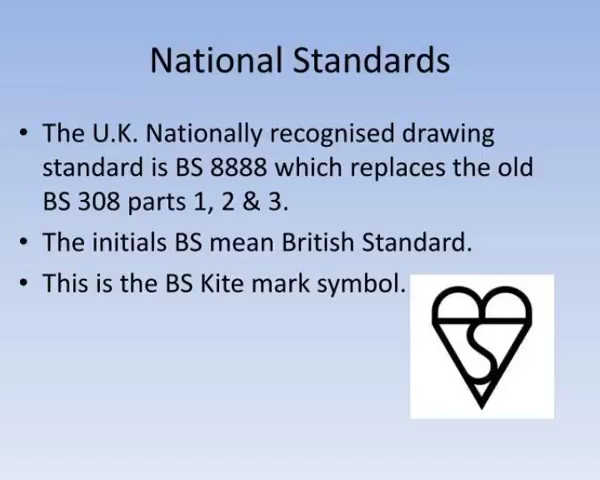 National Standards
• The U.K. Nationally recognised drawing
standard is BS 8888 which replaces the old
BS 308 parts 1, 2 & 3.
• The initials BS mean British Standard.
• This is the BS Kite mark symbol.